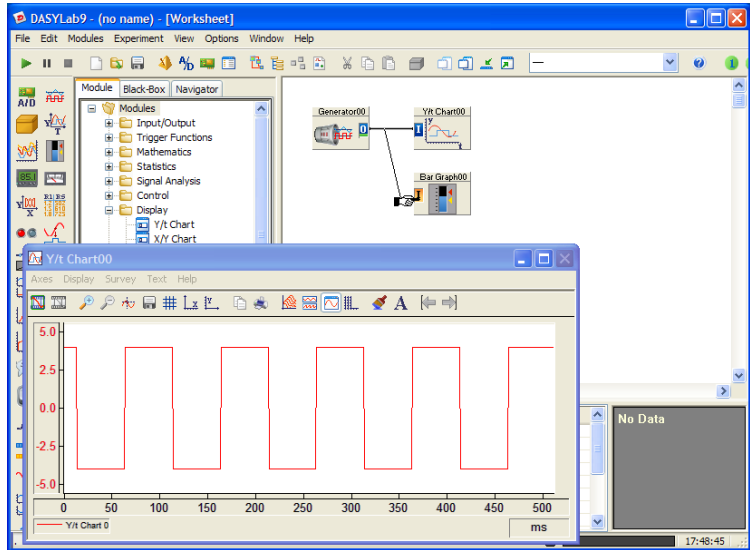 DASYLab9 - (no name) - [Worksheet]
File Edit Modules Experiment View Options Window Help
Module Black-Box Navigator
Modules
Input/Output
Trigger Functions
Mathematics
Statistics
Signal Analysis
Control
Display
Y/t Chart
X/Y Chart
Generator00
0
Y/t Chart00
I
y
t
Bar Graph00
I
A/D
85.1
Y/t Chart00
Axes Display Survey Text Help
5.0
2.5
0.0
-2.5
-5.0
0 50 100 150 200 250 300 350 400 450 500
Y/t Chart 0
ms
No Data
17:48:45